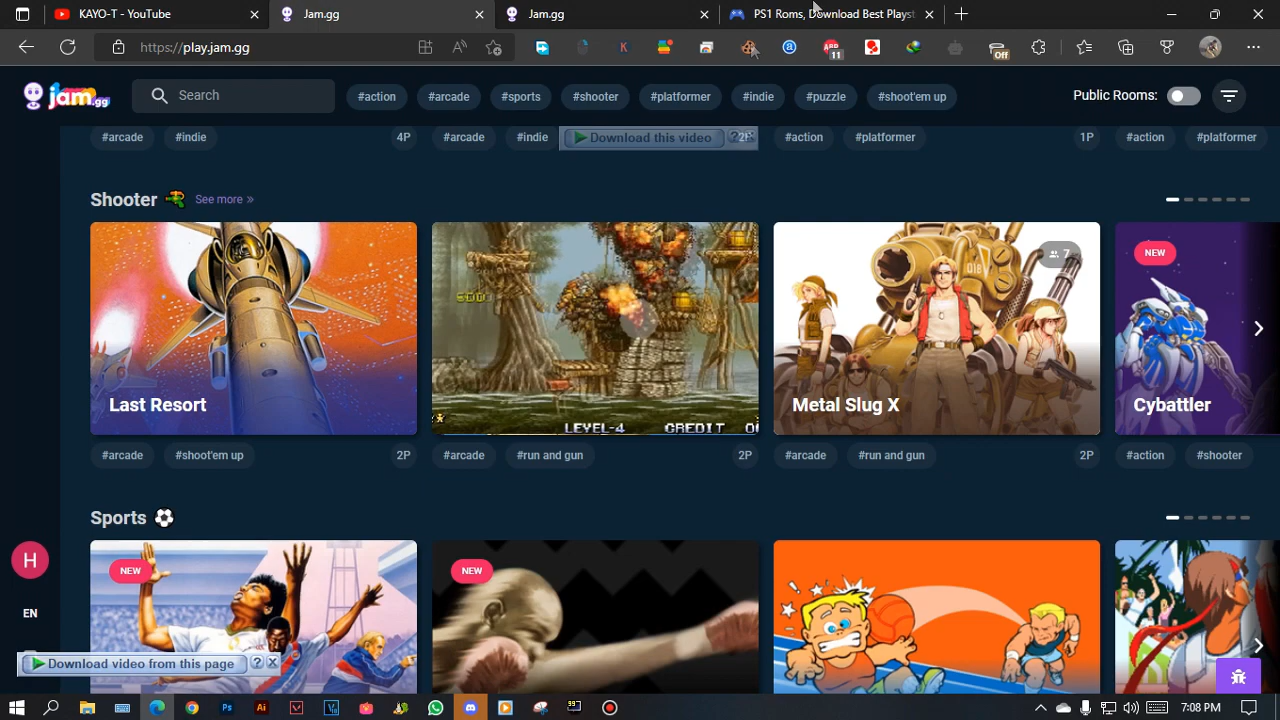 KAYO-T - YouTube
Jam.gg
Jam.gg
PS1 Roms, Download Best Playst
https://play.jam.gg
11
Off
jam.gg
Search
#action
#arcade
#sports
#shooter
#platformer
#indie
#puzzle
#shoot'em up
Public Rooms:
#arcade
#indie
4P
#arcade
#indie
Download this video
?
2P
#action
#platformer
1P
#action
#platformer
Shooter
See more »
Last Resort
LEVEL-4
CREDIT
7
Metal Slug X
NEW
Cybattler
#arcade
#shoot'em up
2P
#arcade
#run and gun
2P
#arcade
#run and gun
2P
#action
#shooter
Sports
NEW
NEW
H
EN
Download video from this page
?
7:08 PM